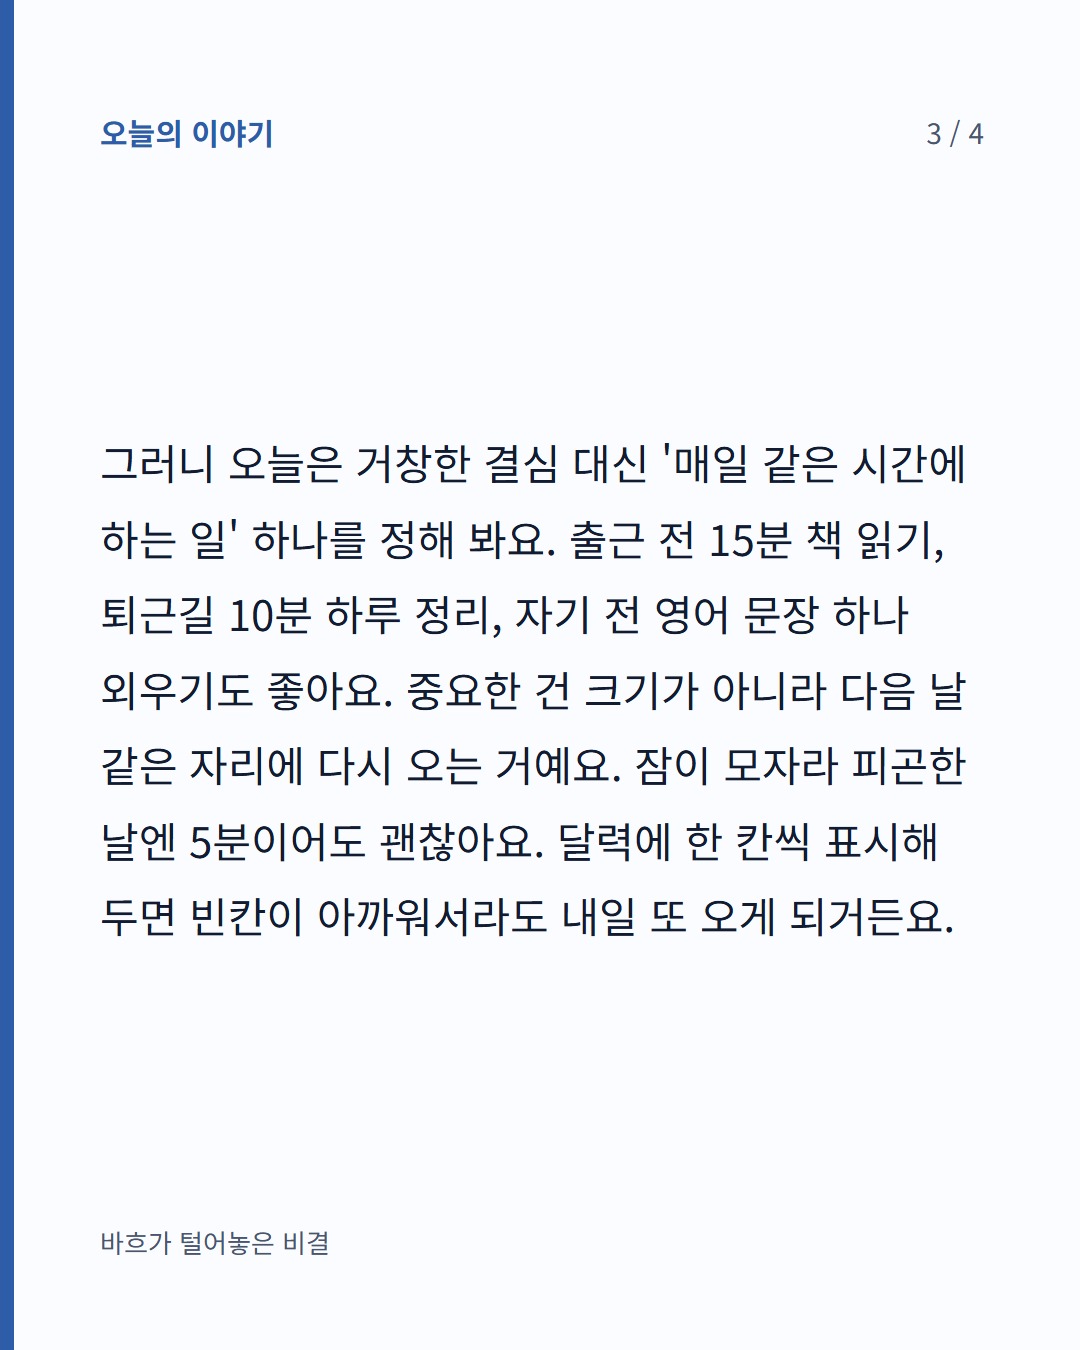 오늘의 이야기
3 / 4
그러니 오늘은 거창한 결심 대신 '매일 같은 시간에
하는 일' 하나를 정해 봐요. 출근 전 15분 책 읽기,
퇴근길 10분 하루 정리, 자기 전 영어 문장 하나
외우기도 좋아요. 중요한 건 크기가 아니라 다음 날
같은 자리에 다시 오는 거예요. 잠이 모자라 피곤한
날엔 5분이어도 괜찮아요. 달력에 한 칸씩 표시해
두면 빈칸이 아까워서라도 내일 또 오게 되거든요.
바흐가 털어놓은 비결